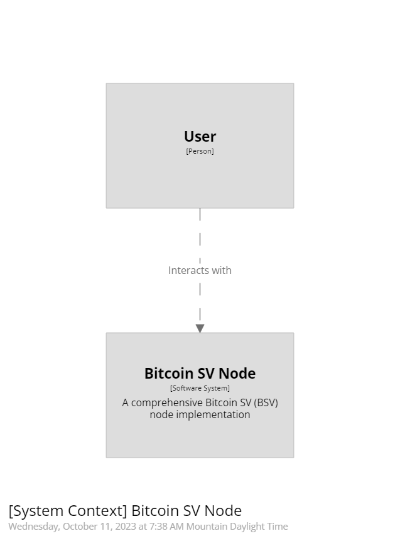 User
[Person]
Interacts with
Bitcoin SV Node
[Software System]
A comprehensive Bitcoin SV (BSV)
node implementation
[System Context] Bitcoin SV Node
Wednesday, October 11, 2023 at 7:38 AM Mountain Daylight Time